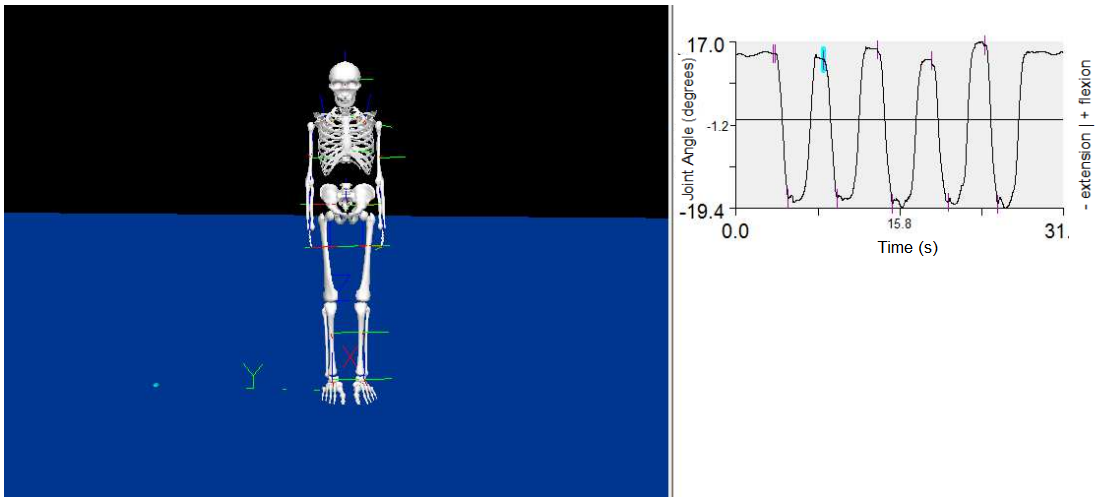 Y
X
17.0
-1.2
-19.4
Joint Angle (degrees)
0.0
15.8
31.
Time (s)
- extension | + flexion